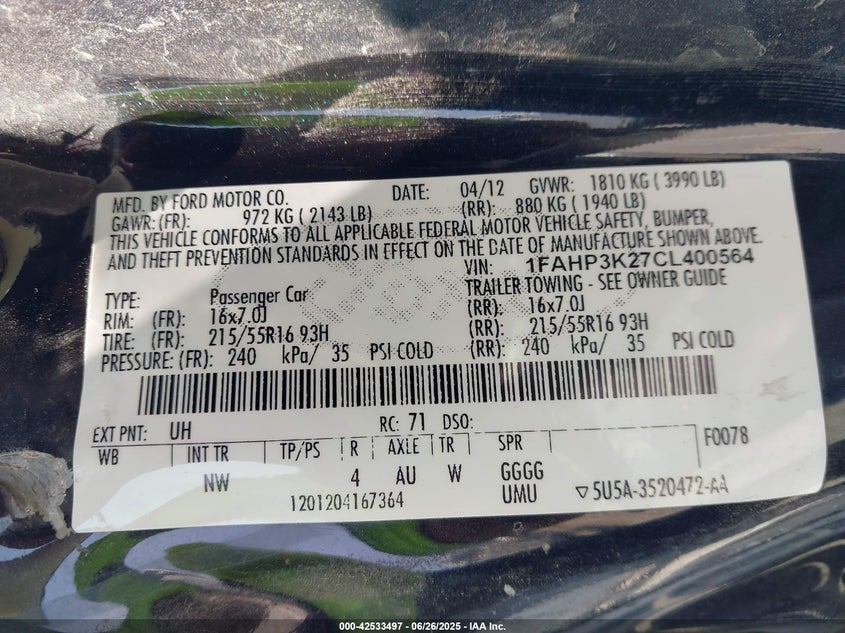 MFD. BY FORD MOTOR CO. DATE: 04/12 GVWR: 1810 KG ( 3990 LB)
GAWR: (FR): 972 KG ( 2143 LB) (RR): 880 KG ( 1940 LB)
THIS VEHICLE CONFORMS TO ALL APPLICABLE FEDERAL MOTOR VEHICLE SAFETY, BUMPER,
AND THEFT PREVENTION STANDARDS IN EFFECT ON THE DATE OF MANUFACTURE SHOWN ABOVE.
VIN: 1FAHP3K27CL400564
TRAILER TOWING - SEE OWNER GUIDE
TYPE: Passenger Car
RIM: (FR): 16x7.0J (RR): 16x7.0J
TIRE: (FR): 215/55R16 93H (RR): 215/55R16 93H
PRESSURE: (FR): 240 kPa/ 35 PSI COLD (RR): 240 kPa/ 35 PSI COLD
EXT PNT: UH RC: 71 DSO:
WB INT TR TP/PS R AXLE TR SPR F0078
NW 4 AU W GGGG
1201204167364 UMU ▽5U5A-3520472-AA
000-42533497 - 06/26/2025 - IAA Inc.